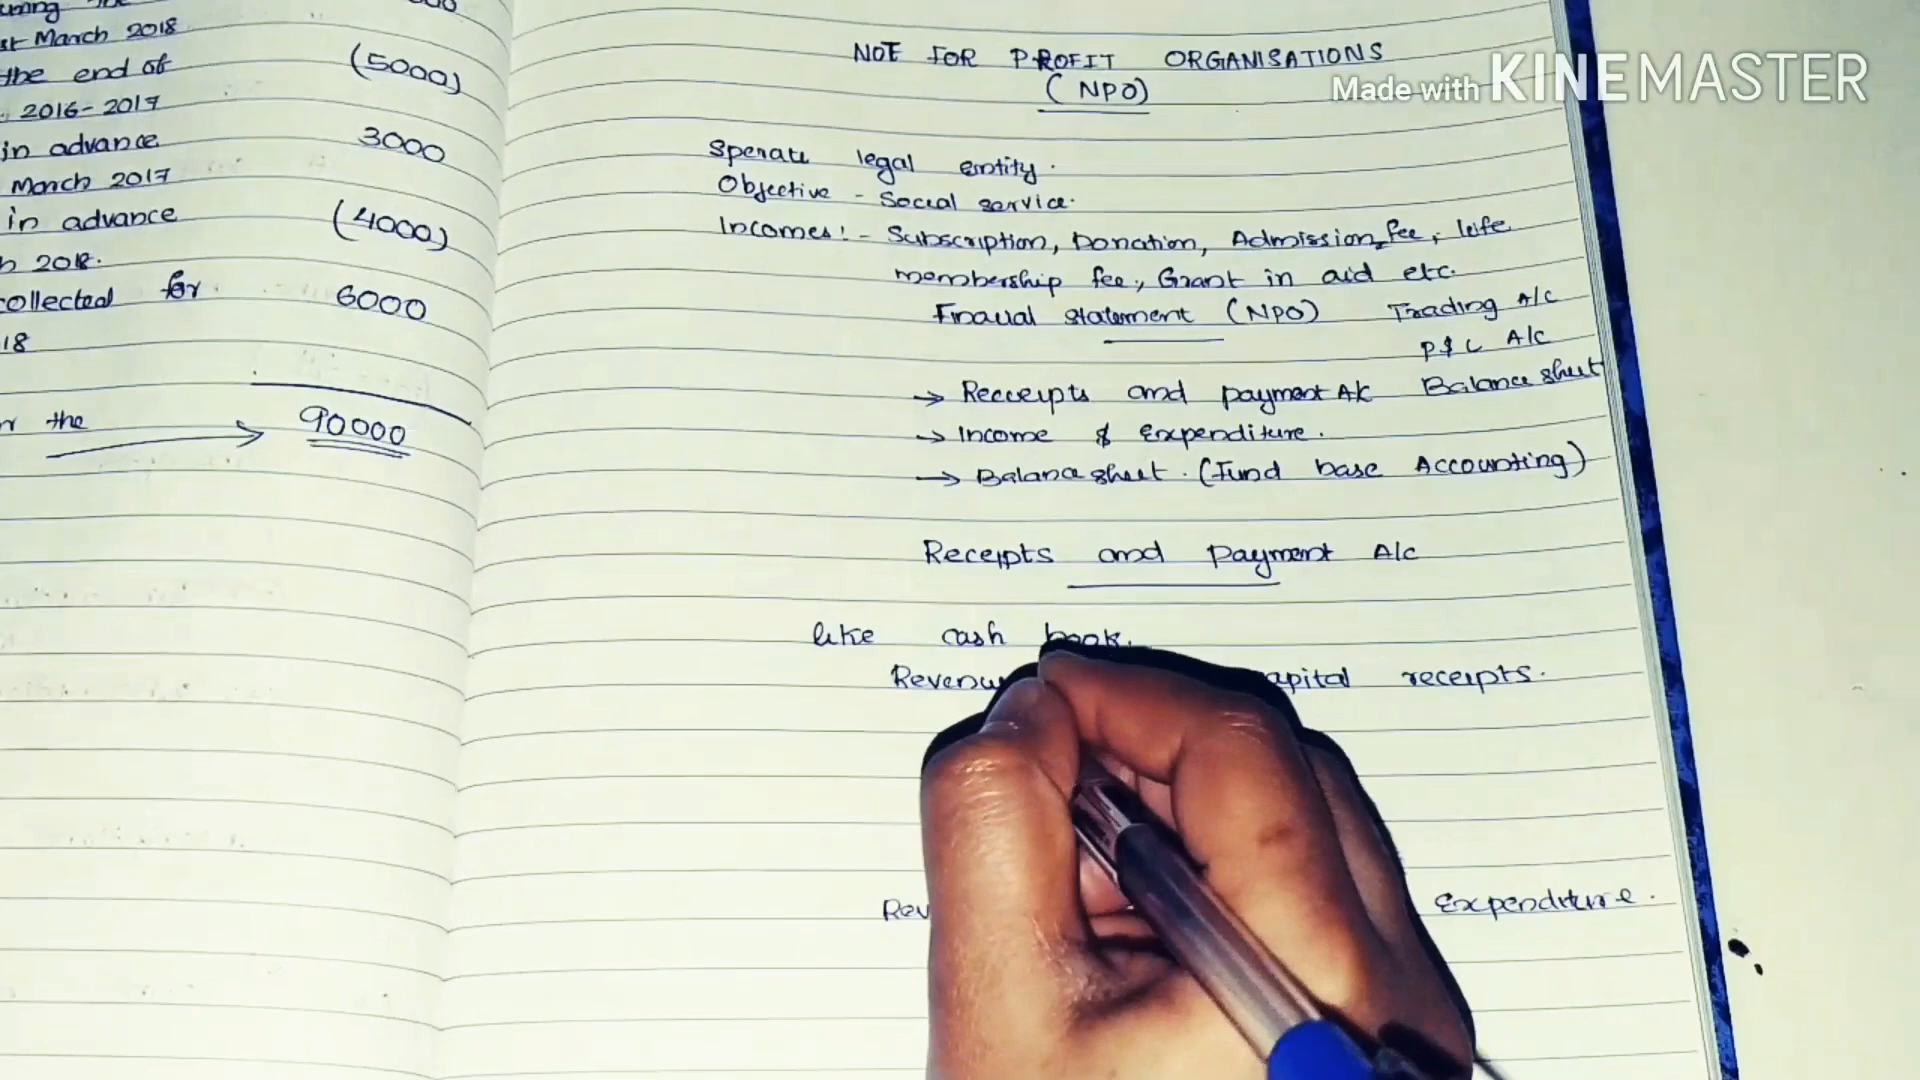 st March 2018
the end of (5000)
2016-2017
in advance 3000
March 2017
in advance (4000)
2018.
collected for 6000
18
the 90000
NOT FOR PROFIT ORGANISATIONS
(NPO)
Made with KINEMASTER
Sperate legal entity.
Objective - Social service.
Incomes:- Subscription, Donation, Admission fee, life
membership fee, Grant in aid etc.
Finaual statement (NPO) Trading A/c
P&L A/c
→ Receipts and payment A/c Balance sheet
→ Income & Expenditure.
→ Balance sheet. (Fund base Accounting)
Receipts and payment A/c
like cash book.
receipts.
Expenditure.